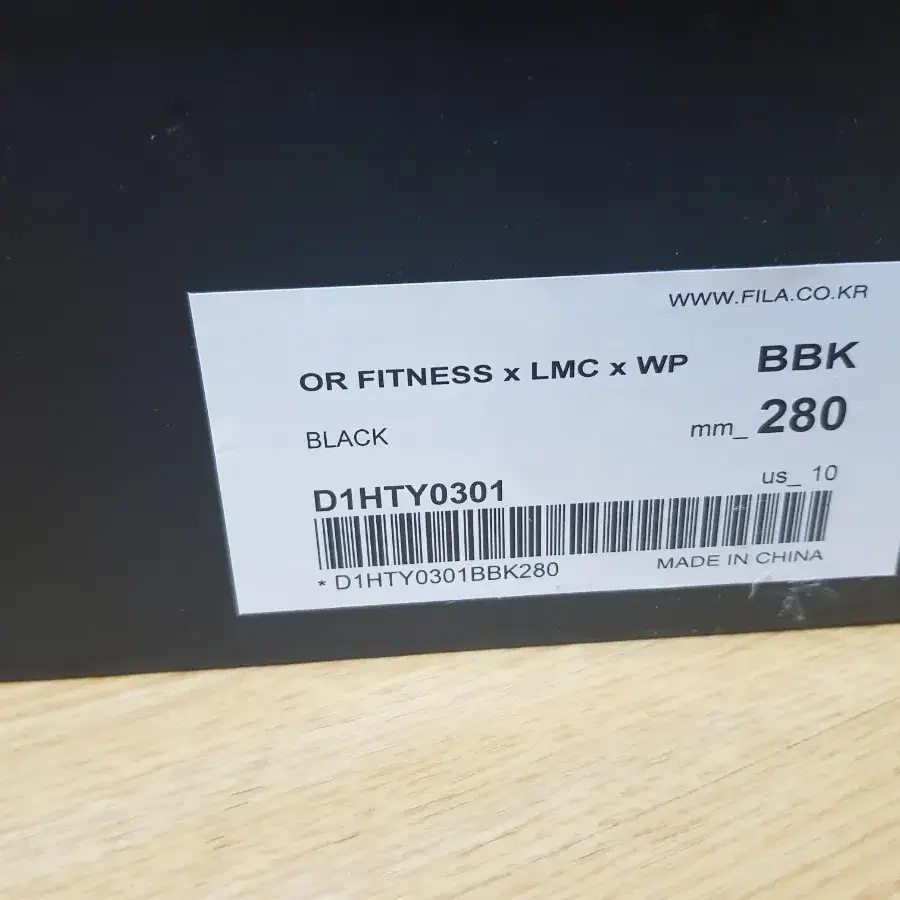 WWW.FILA.CO.KR
OR FITNESS x LMC x WP BBK
BLACK mm_ 280
us_ 10
D1HTY0301
* D1HTY0301BBK280 MADE IN CHINA